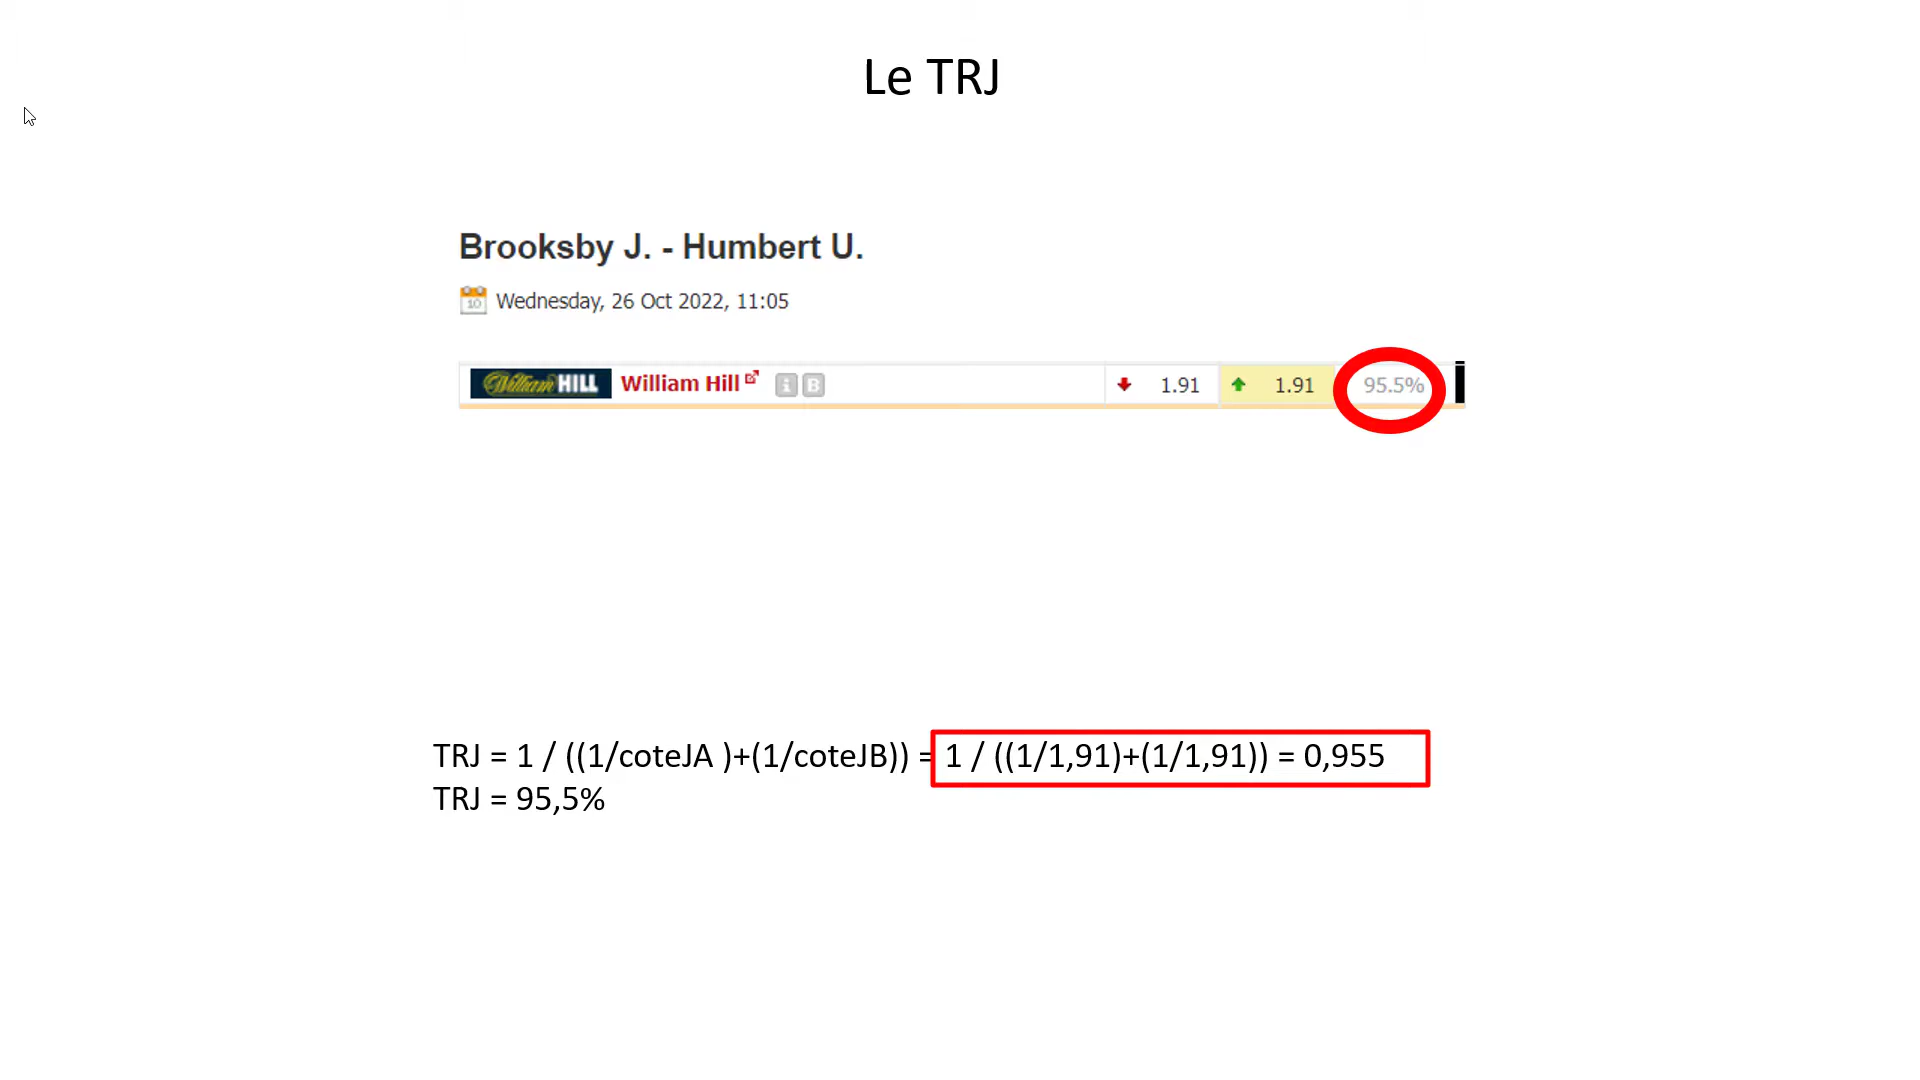 Le TRJ
Brooksby J. - Humbert U.
10 Wednesday, 26 Oct 2022, 11:05
William HILL William Hill i B 1.91 1.91 95.5%
TRJ = 1 / ((1/coteJA )+(1/coteJB)) = 1 / ((1/1,91)+(1/1,91)) = 0,955
TRJ = 95,5%